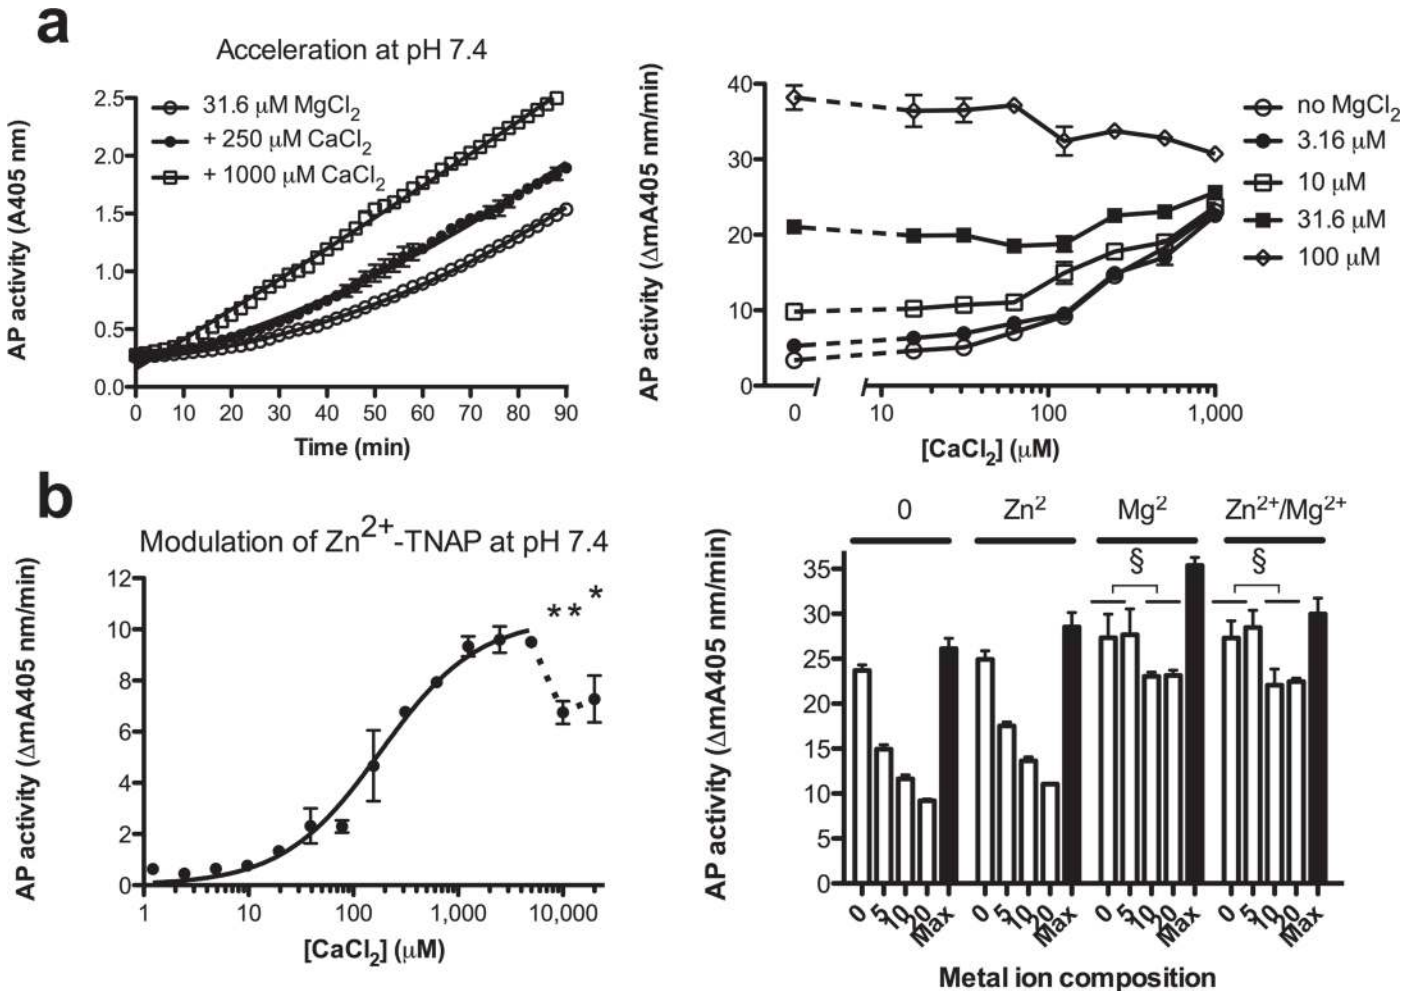 a
Acceleration at pH 7.4
AP activity (A405 nm)
2.5
2.0
1.5
1.0
0.5
0.0
31.6 μM MgCl2
+ 250 μM CaCl2
+ 1000 μM CaCl2
0 10 20 30 40 50 60 70 80 90
Time (min)
AP activity (ΔmA405 nm/min)
40
30
20
10
0
no MgCl2
3.16 μM
10 μM
31.6 μM
100 μM
0 10 100 1,000
[CaCl2] (μM)
b
Modulation of Zn2+-TNAP at pH 7.4
AP activity (ΔmA405 nm/min)
12
10
8
6
4
2
0
* * *
1 10 100 1,000 10,000
[CaCl2] (μM)
0 Zn2 Mg2 Zn2+/Mg2+
§ §
AP activity (ΔmA405 nm/min)
35
30
25
20
15
10
5
0
0 5 10 20 Max 0 5 10 20 Max 0 5 10 20 Max 0 5 10 20 Max
Metal ion composition